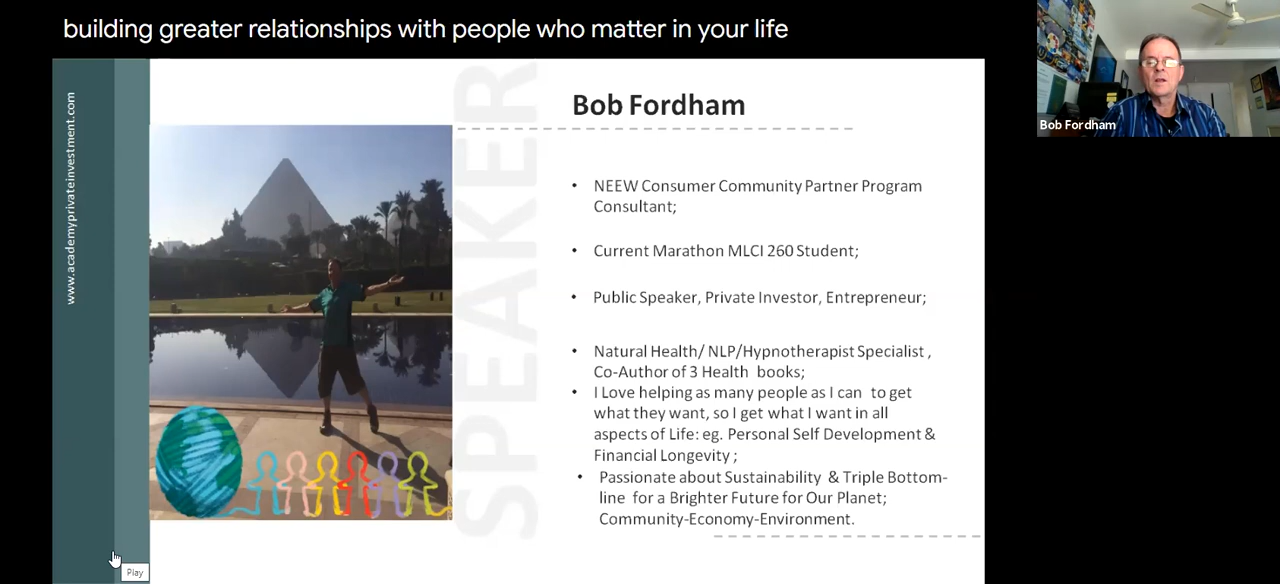 building greater relationships with people who matter in your life
www.academyprivateinvestment.com
SPEAKER
Bob Fordham
• NEEW Consumer Community Partner Program
Consultant;
• Current Marathon MLCI 260 Student;
• Public Speaker, Private Investor, Entrepreneur;
• Natural Health/ NLP/Hypnotherapist Specialist ,
Co-Author of 3 Health books;
• I Love helping as many people as I can to get
what they want, so I get what I want in all
aspects of Life: eg. Personal Self Development &
Financial Longevity ;
• Passionate about Sustainability & Triple Bottom-
line for a Brighter Future for Our Planet;
Community-Economy-Environment.
Play
Bob Fordham